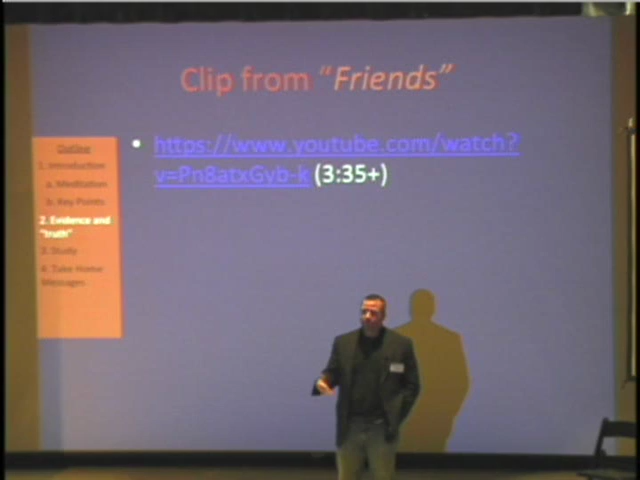 Clip from "Friends"
• https://www.youtube.com/watch?
v=Pn8atxGyb-k (3:35+)
Outline
1. Introduction
a. Meditation
b. Key Points
2. Evidence and
"truth"
3. Study
4. Take Home
Messages